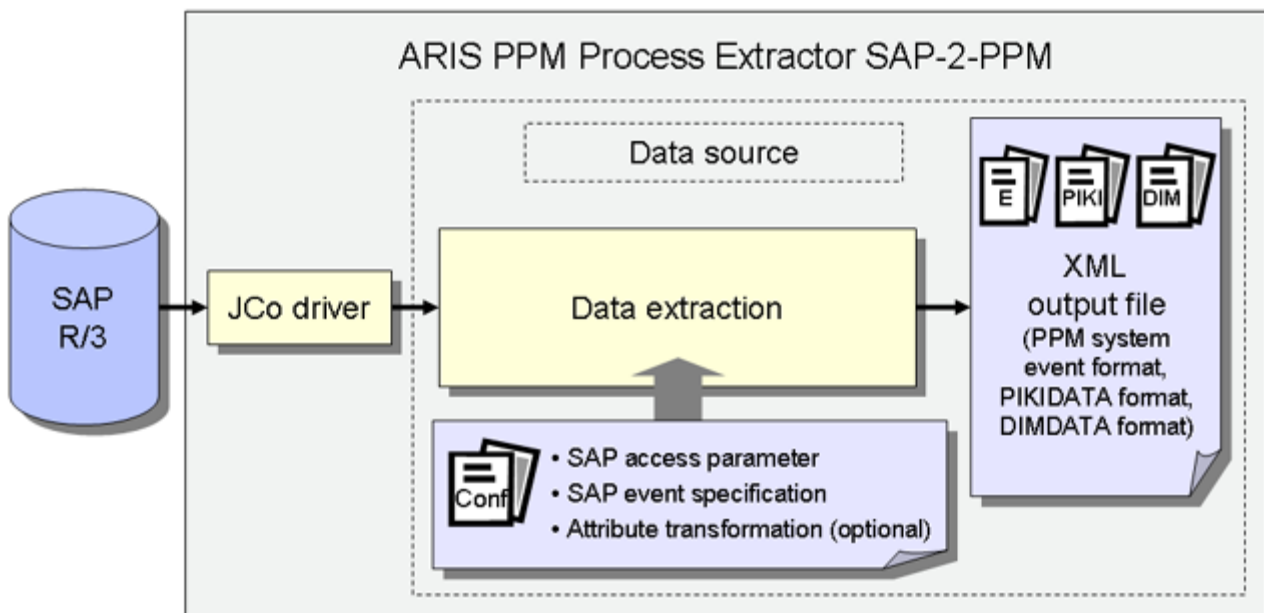 ARIS PPM Process Extractor SAP-2-PPM
Data source
E
PIKI
DIM
SAP
R/3
JCo driver
Data extraction
XML
output file
(PPM system
event format,
PIKIDATA format,
DIMDATA format)
Conf
• SAP access parameter
• SAP event specification
• Attribute transformation (optional)